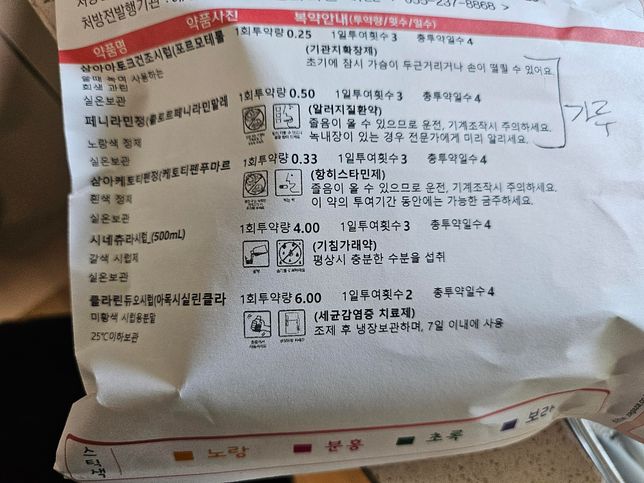 처방전발행기관
055-237-8868 >
약품명 약품사진 복약안내(투약량/횟수/일수)
삼아아토크건조시럽(포르모테롤 1회투약량 0.25 1일투여횟수 3 총투약일수 4
(기관지확장제)
쓸때 녹여 사용하는 초기에 잠시 가슴이 두근거리거나 손이 떨릴 수 있어요.
회색 과립
실온보관
페니라민정(클로르페니라민말레 1회투약량 0.50 1일투여횟수 3 총투약일수 4
(알러지질환약)
노랑색 정제 졸음이 올 수 있으므로 운전, 기계조작시 주의하세요.
실온보관 녹내장이 있는 경우 전문가에게 미리 알리세요.
가루
삼아케토티펜정(케토티펜푸마르 1회투약량 0.33 1일투여횟수 3 총투약일수 4
(항히스타민제)
흰색 정제 졸음이 올 수 있으므로 운전, 기계조작시 주의하세요.
실온보관 이 약의 투여기간 동안에는 가능한 금주하세요.
시네츄라시럽_(500mL) 1회투약량 4.00 1일투여횟수 3 총투약일수 4
(기침가래약)
갈색 시럽제 평상시 충분한 수분을 섭취
실온보관
클라린듀오시럽(아목시실린클라 1회투약량 6.00 1일투여횟수 2 총투약일수 4
(세균감염증 치료제)
미황색 시럽용분말 조제 후 냉장보관하며, 7일 이내에 사용
25℃이하보관
노랑 분홍 초록 보라